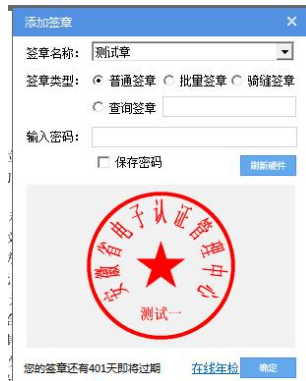 添加签章
签章名称： 测试章
签章类型： 普通签章 批量签章 骑缝签章
查询签章
输入密码：
保存密码 刷新硬件
安徽省电子认证管理中心
测试一
您的签章还有401天即将过期 在线年检 确定